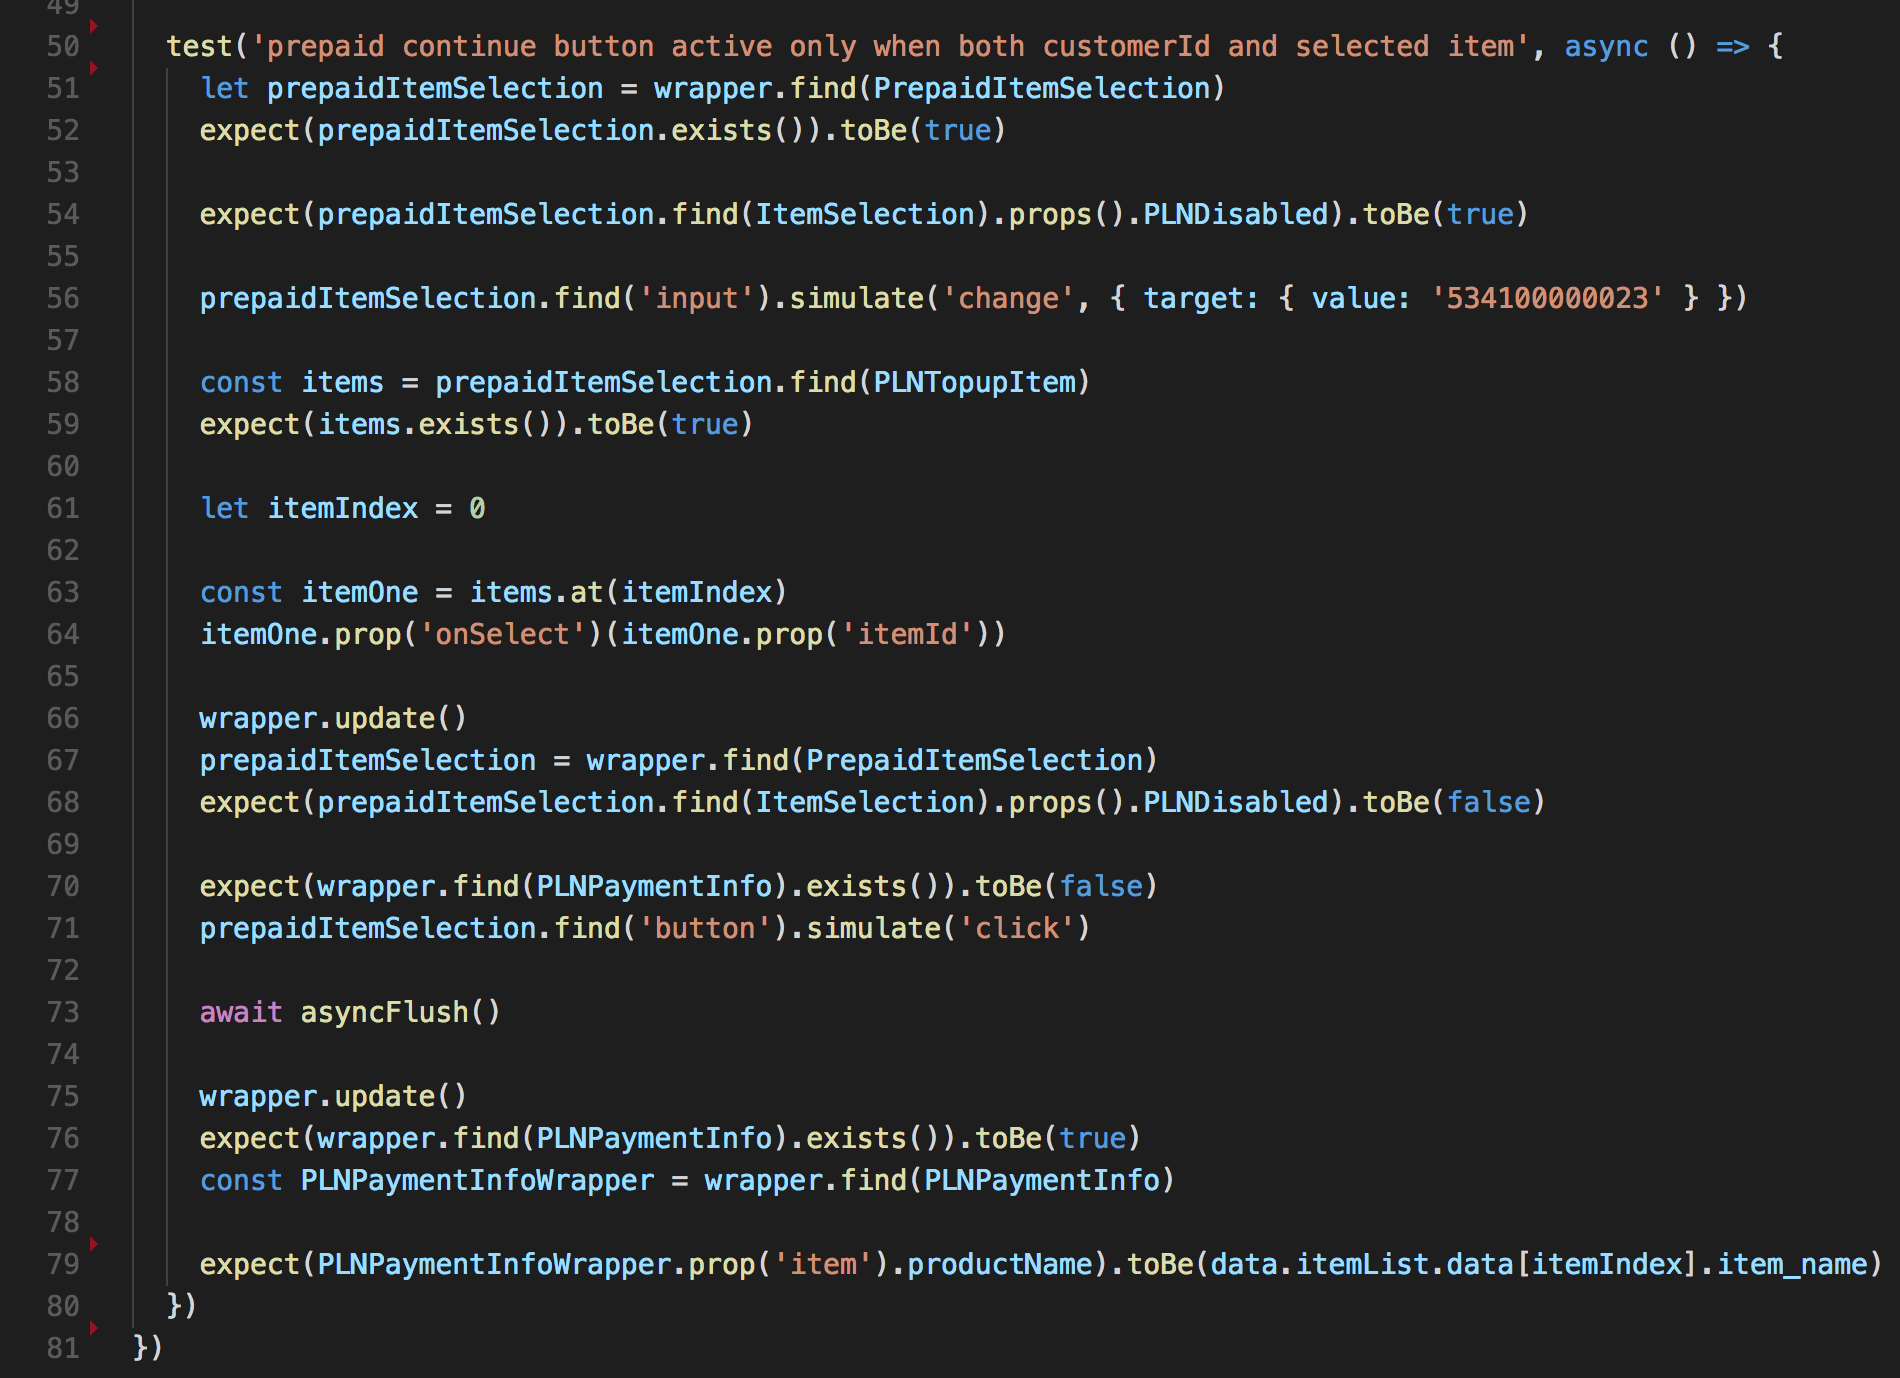 49
50 test('prepaid continue button active only when both customerId and selected item', async () => {
51 let prepaidItemSelection = wrapper.find(PrepaidItemSelection)
52 expect(prepaidItemSelection.exists()).toBe(true)
53
54 expect(prepaidItemSelection.find(ItemSelection).props().PLNDisabled).toBe(true)
55
56 prepaidItemSelection.find('input').simulate('change', { target: { value: '534100000023' } })
57
58 const items = prepaidItemSelection.find(PLNTopupItem)
59 expect(items.exists()).toBe(true)
60
61 let itemIndex = 0
62
63 const itemOne = items.at(itemIndex)
64 itemOne.prop('onSelect')(itemOne.prop('itemId'))
65
66 wrapper.update()
67 prepaidItemSelection = wrapper.find(PrepaidItemSelection)
68 expect(prepaidItemSelection.find(ItemSelection).props().PLNDisabled).toBe(false)
69
70 expect(wrapper.find(PLNPaymentInfo).exists()).toBe(false)
71 prepaidItemSelection.find('button').simulate('click')
72
73 await asyncFlush()
74
75 wrapper.update()
76 expect(wrapper.find(PLNPaymentInfo).exists()).toBe(true)
77 const PLNPaymentInfoWrapper = wrapper.find(PLNPaymentInfo)
78
79 expect(PLNPaymentInfoWrapper.prop('item').productName).toBe(data.itemList.data[itemIndex].item_name)
80 })
81 })